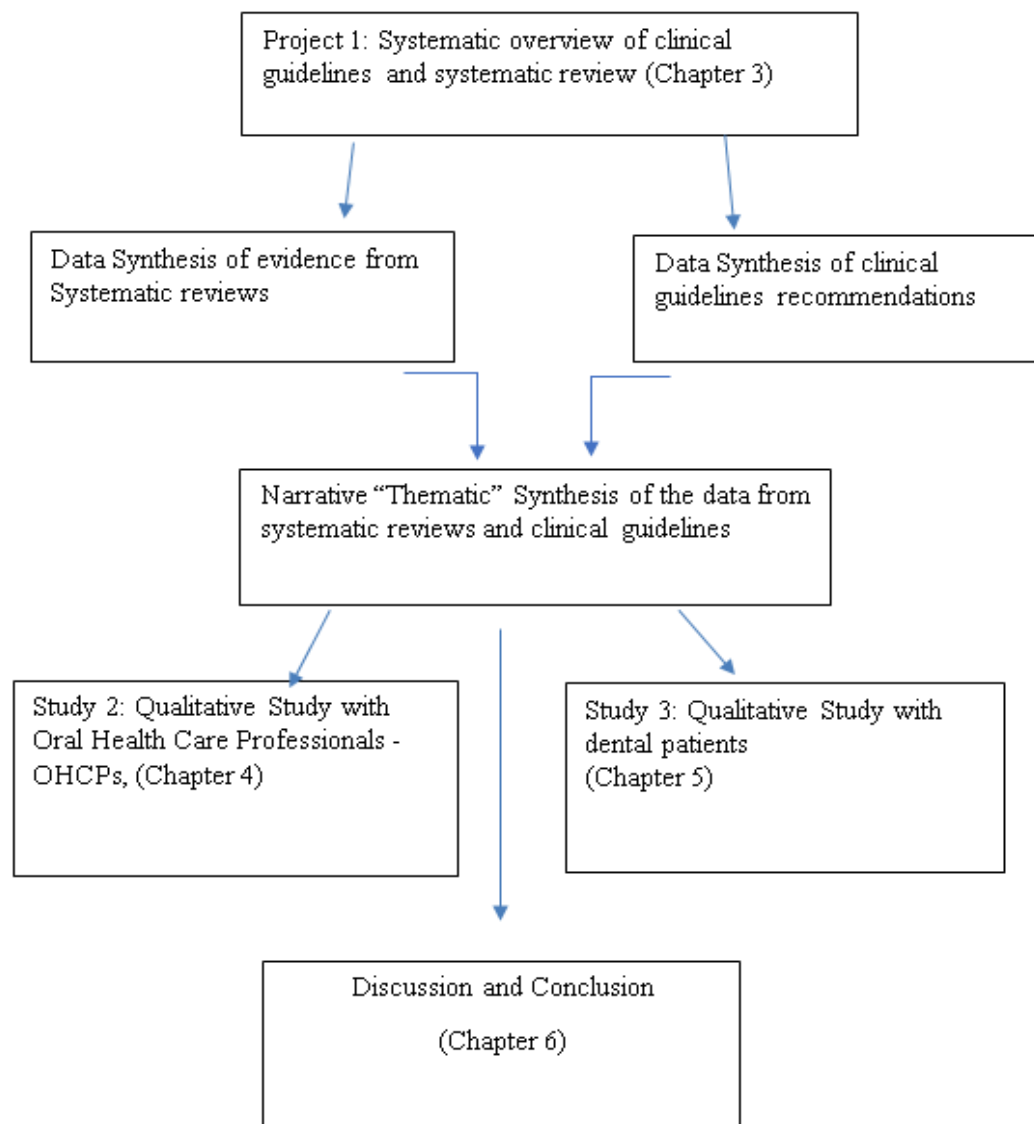 Project 1: Systematic overview of clinical
guidelines and systematic review (Chapter 3)
Data Synthesis of evidence from
Systematic reviews
Data Synthesis of clinical
guidelines recommendations
Narrative “Thematic” Synthesis of the data from
systematic reviews and clinical guidelines
Study 2: Qualitative Study with
Oral Health Care Professionals -
OHCPs, (Chapter 4)
Study 3: Qualitative Study with
dental patients
(Chapter 5)
Discussion and Conclusion
(Chapter 6)